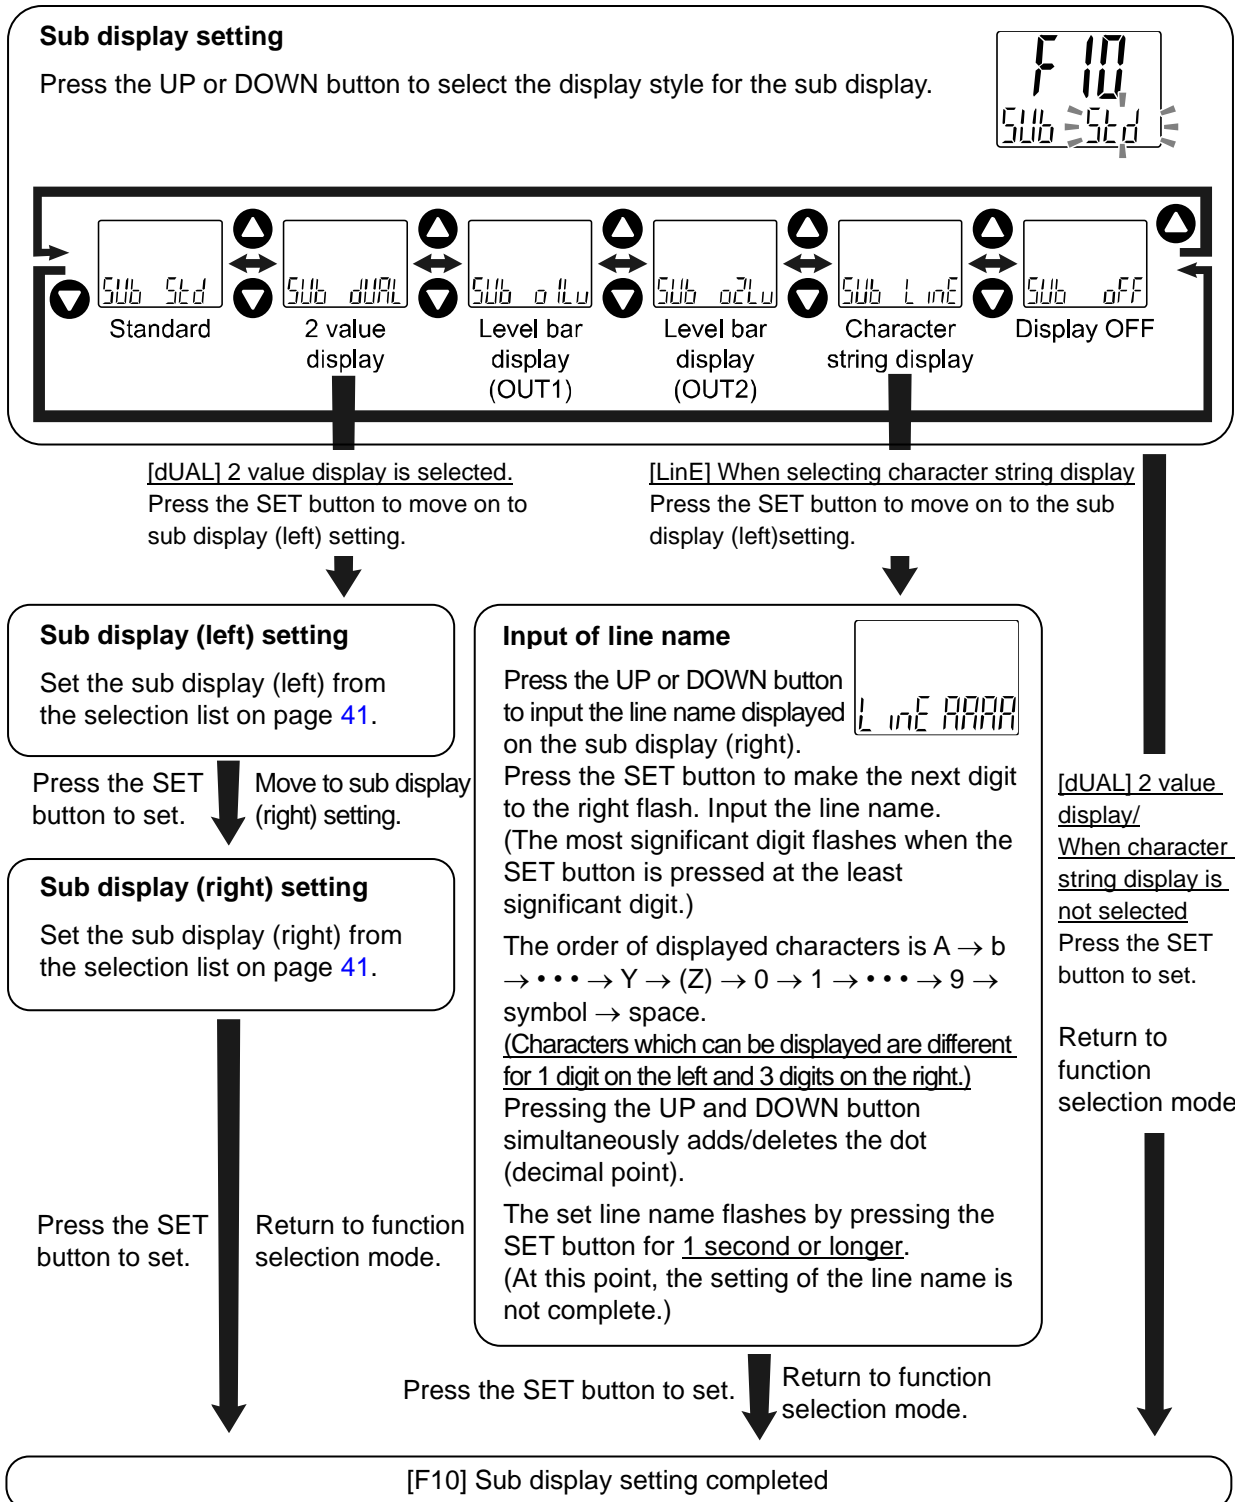 Sub display setting
Press the UP or DOWN button to select the display style for the sub display.
F 10
SUb Std
SUb Std
SUb dUAL
SUb o1Lv
SUb o2Lv
SUb LinE
SUb oFF
Standard
2 value
display
Level bar
display
(OUT1)
Level bar
display
(OUT2)
Character
string display
Display OFF
[dUAL] 2 value display is selected.
Press the SET button to move on to
sub display (left) setting.
[LinE] When selecting character string display
Press the SET button to move on to the sub
display (left)setting.
Sub display (left) setting
Set the sub display (left) from
the selection list on page 41.
Press the SET
button to set.
Move to sub display
(right) setting.
Sub display (right) setting
Set the sub display (right) from
the selection list on page 41.
Press the SET
button to set.
Return to function
selection mode.
Input of line name
Press the UP or DOWN button
to input the line name displayed
on the sub display (right).
LinE AAAA
Press the SET button to make the next digit
to the right flash. Input the line name.
(The most significant digit flashes when the
SET button is pressed at the least
significant digit.)
The order of displayed characters is A → b
→ • • • → Y → (Z) → 0 → 1 → • • • → 9 →
symbol → space.
(Characters which can be displayed are different
for 1 digit on the left and 3 digits on the right.)
Pressing the UP and DOWN button
simultaneously adds/deletes the dot
(decimal point).
The set line name flashes by pressing the
SET button for 1 second or longer.
(At this point, the setting of the line name is
not complete.)
Press the SET button to set.
Return to function
selection mode.
[dUAL] 2 value
display/
When character
string display is
not selected
Press the SET
button to set.
Return to
function
selection mode
[F10] Sub display setting completed